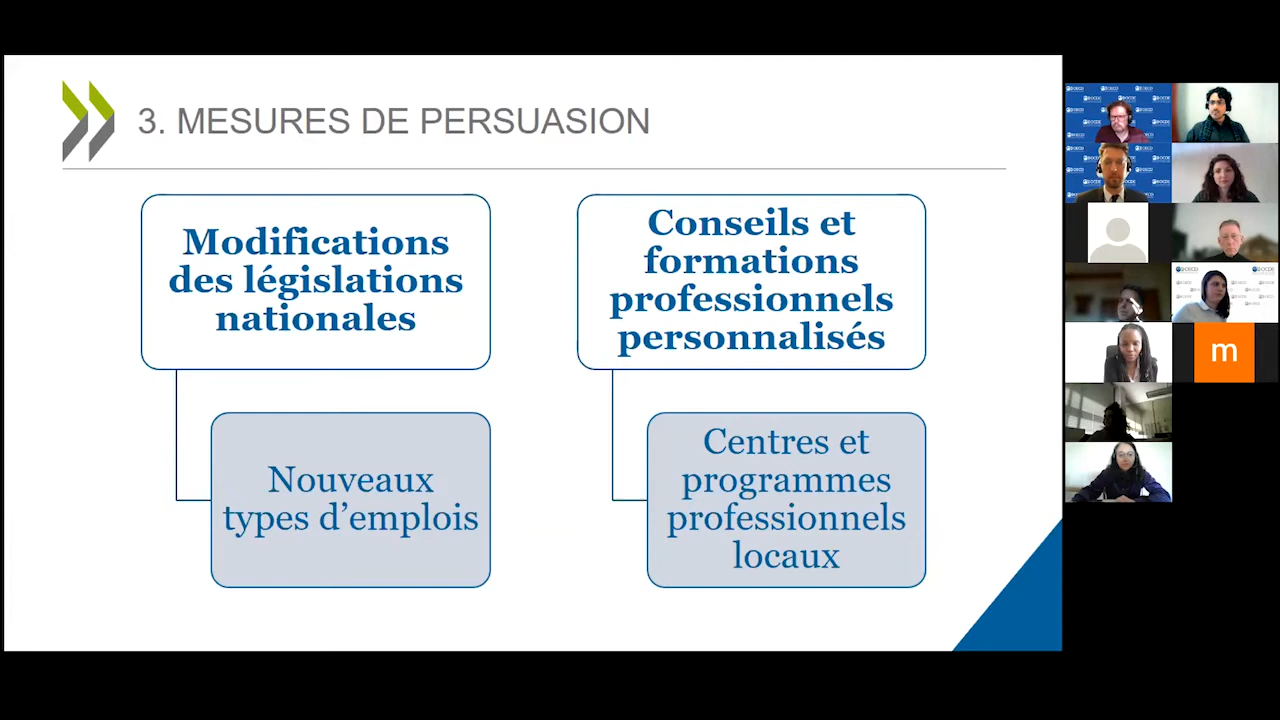 3. MESURES DE PERSUASION
Modifications
des législations
nationales
Nouveaux
types d’emplois
Conseils et
formations
professionnels
personnalisés
Centres et
programmes
professionnels
locaux
m